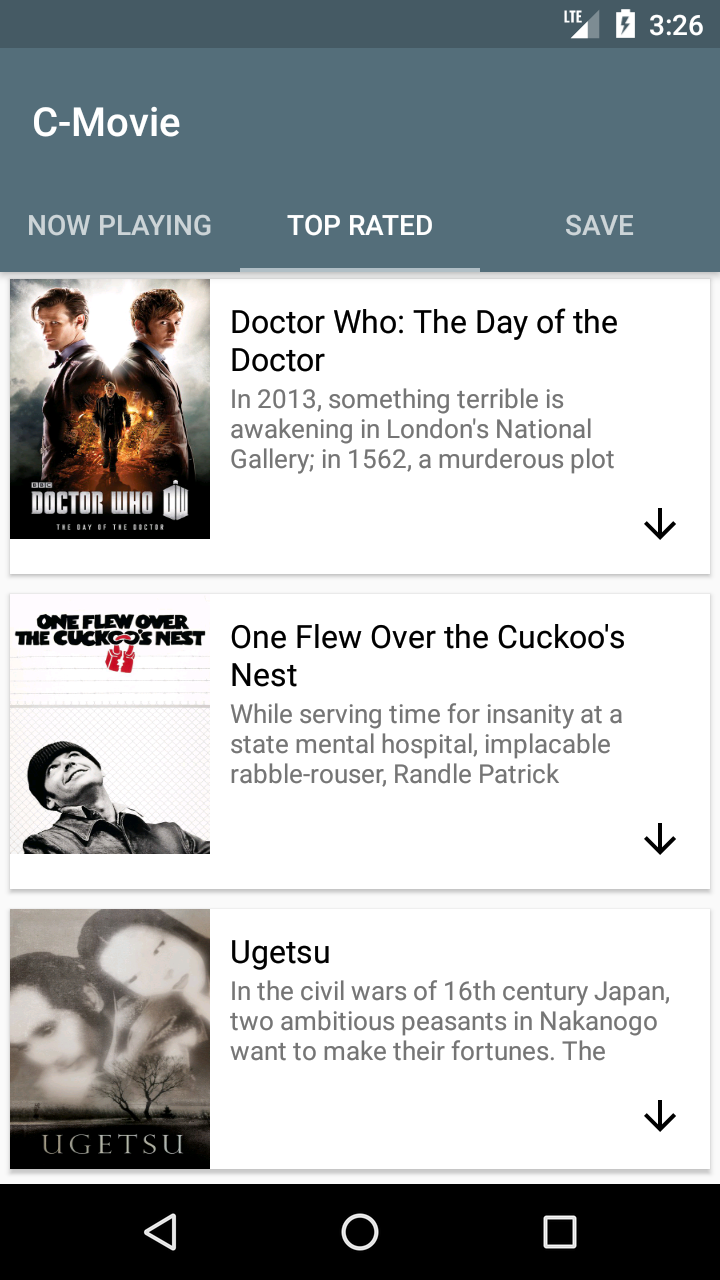 LTE 3:26
C-Movie
NOW PLAYING TOP RATED SAVE
BBC
DOCTOR WHO DW
THE DAY OF THE DOCTOR
Doctor Who: The Day of the
Doctor
In 2013, something terrible is
awakening in London's National
Gallery; in 1562, a murderous plot
ONE FLEW OVER
THE CUCKOO'S NEST
One Flew Over the Cuckoo's
Nest
While serving time for insanity at a
state mental hospital, implacable
rabble-rouser, Randle Patrick
UGETSU
Ugetsu
In the civil wars of 16th century Japan,
two ambitious peasants in Nakanogo
want to make their fortunes. The